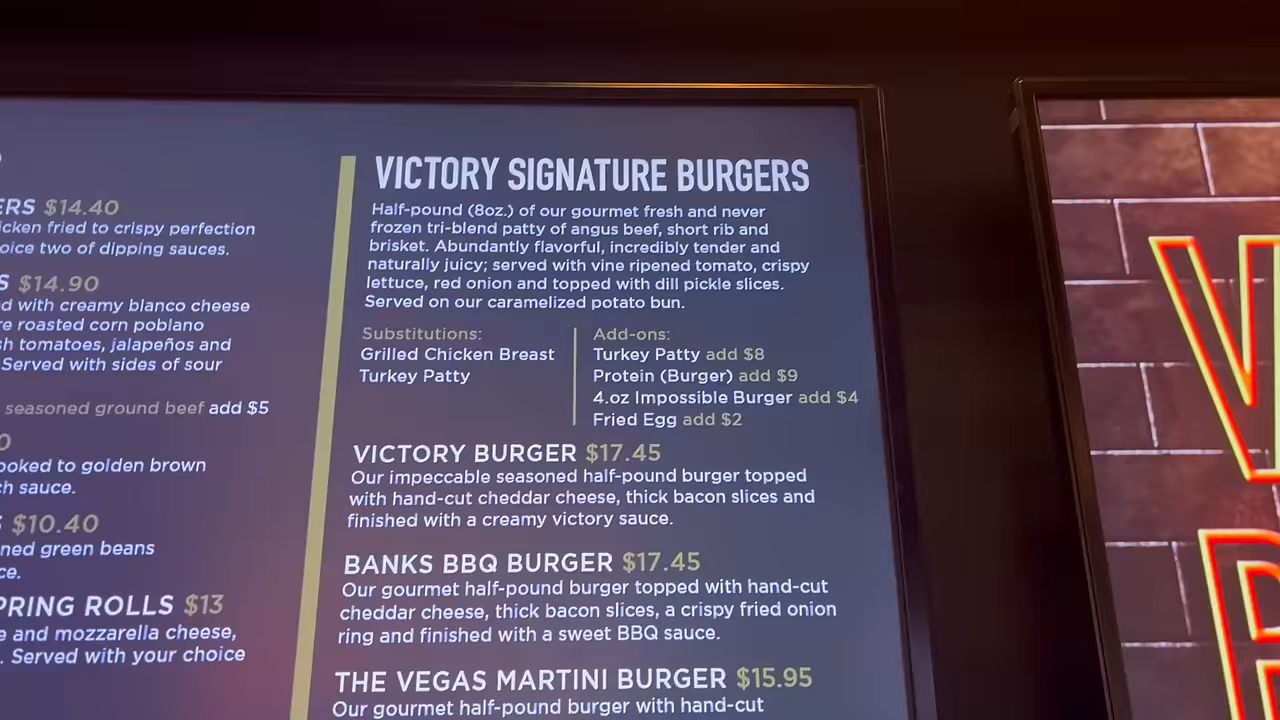 ERS $14.40
icken fried to crispy perfection
oice two of dipping sauces.
S $14.90
d with creamy blanco cheese
re roasted corn poblano
sh tomatoes, jalapeños and
Served with sides of sour
seasoned ground beef add $5
0
ooked to golden brown
ch sauce.
$10.40
ned green beans
ce.
PRING ROLLS $13
e and mozzarella cheese,
. Served with your choice
VICTORY SIGNATURE BURGERS
Half-pound (8oz.) of our gourmet fresh and never
frozen tri-blend patty of angus beef, short rib and
brisket. Abundantly flavorful, incredibly tender and
naturally juicy; served with vine ripened tomato, crispy
lettuce, red onion and topped with dill pickle slices.
Served on our caramelized potato bun.
Substitutions:
Grilled Chicken Breast
Turkey Patty
Add-ons:
Turkey Patty add $8
Protein (Burger) add $9
4.oz Impossible Burger add $4
Fried Egg add $2
VICTORY BURGER $17.45
Our impeccable seasoned half-pound burger topped
with hand-cut cheddar cheese, thick bacon slices and
finished with a creamy victory sauce.
BANKS BBQ BURGER $17.45
Our gourmet half-pound burger topped with hand-cut
cheddar cheese, thick bacon slices, a crispy fried onion
ring and finished with a sweet BBQ sauce.
THE VEGAS MARTINI BURGER $15.95
Our gourmet half-pound burger with hand-cut